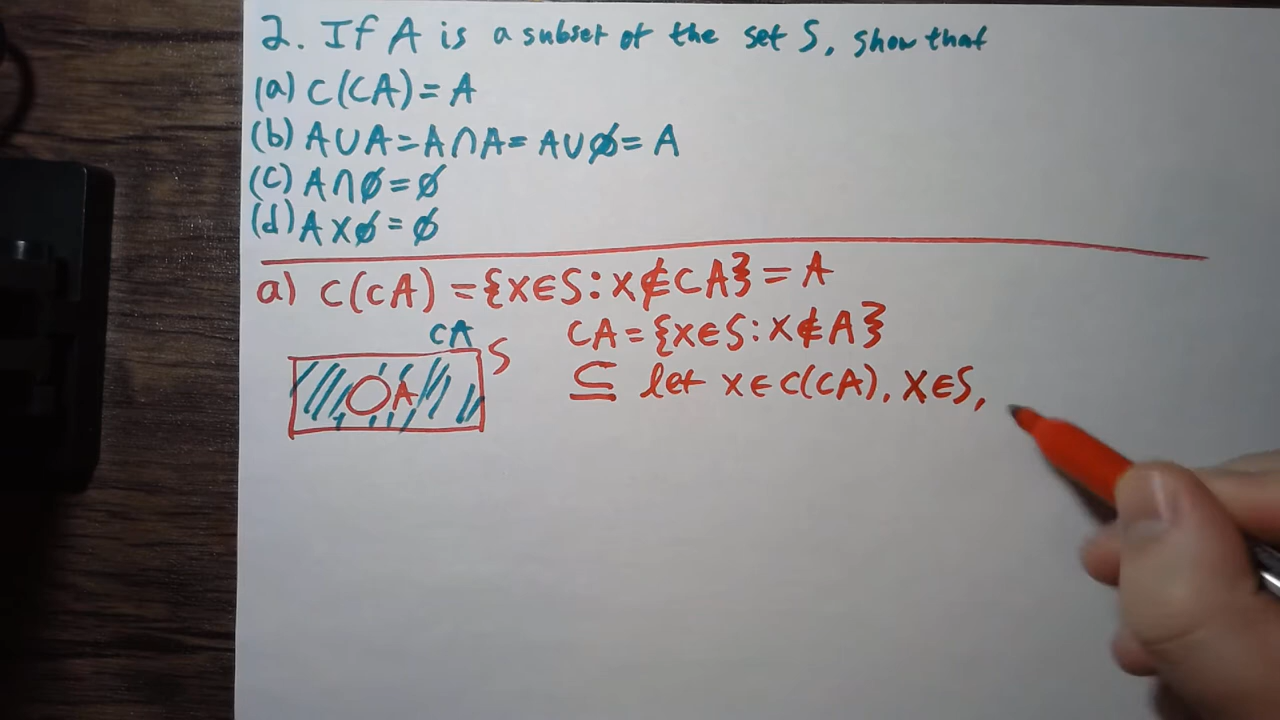 2. If A is a subset of the set S, show that
(a) C(CA) = A
(b) A∪A = A∩A = A∪∅ = A
(c) A∩∅ = ∅
(d) A×∅ = ∅
a) C(CA) = {x∈S : x∉CA} = A
CA = {x∈S : x∉A}
⊆ let x∈C(CA), x∈S,
CA
S
A